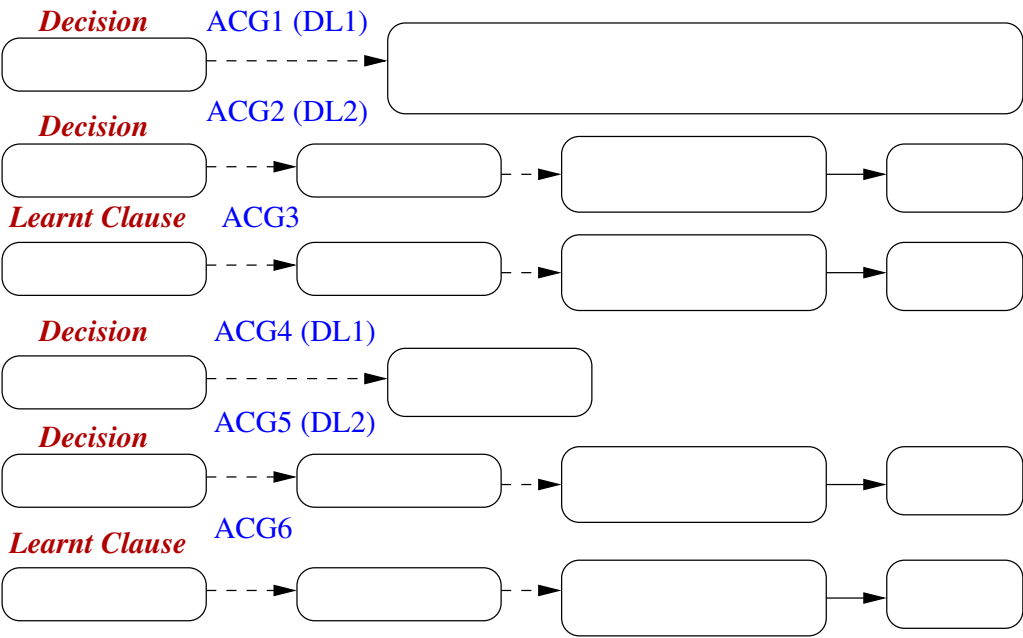 Decision ACG1 (DL1)
Decision ACG2 (DL2)
Learnt Clause ACG3
Decision ACG4 (DL1)
Decision ACG5 (DL2)
Learnt Clause ACG6